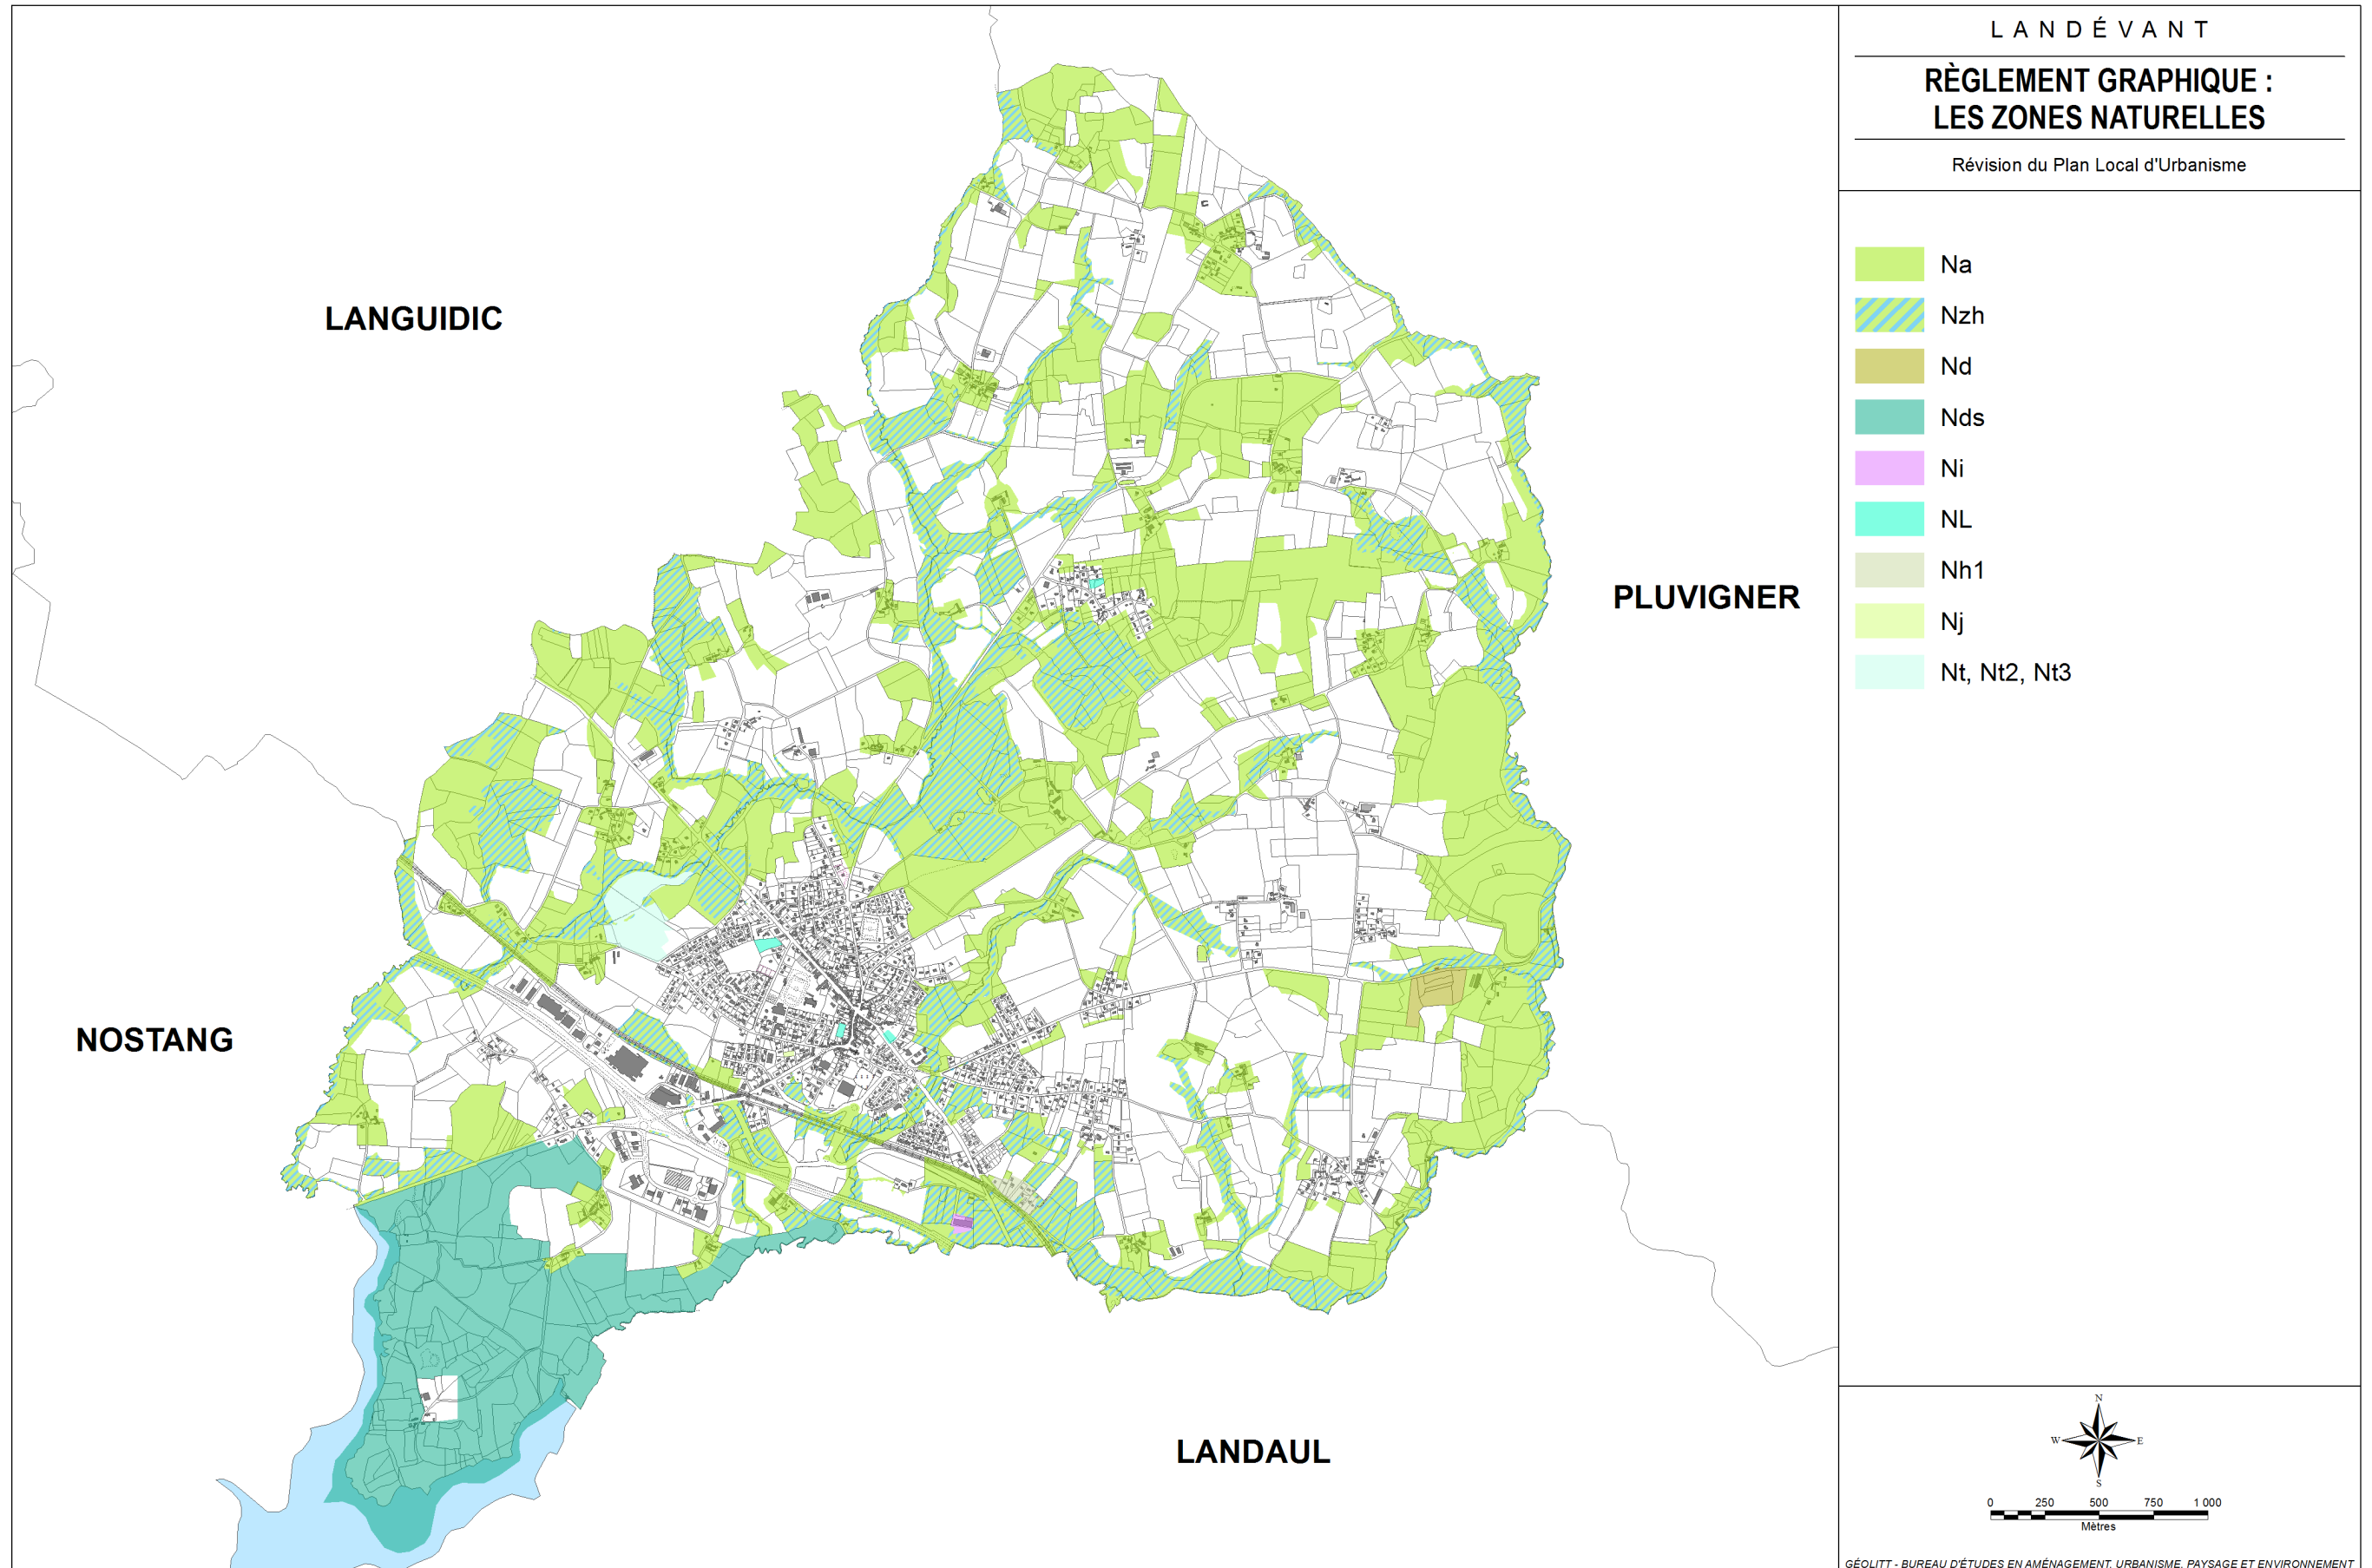 L A N D É V A N T
RÈGLEMENT GRAPHIQUE :
LES ZONES NATURELLES
Révision du Plan Local d'Urbanisme
Na
Nzh
Nd
Nds
Ni
NL
Nh1
Nj
Nt, Nt2, Nt3
LANGUIDIC
PLUVIGNER
NOSTANG
LANDAUL
N
W
E
S
0 250 500 750 1 000
Mètres
GÉOLITT - BUREAU D'ÉTUDES EN AMÉNAGEMENT, URBANISME, PAYSAGE ET ENVIRONNEMENT